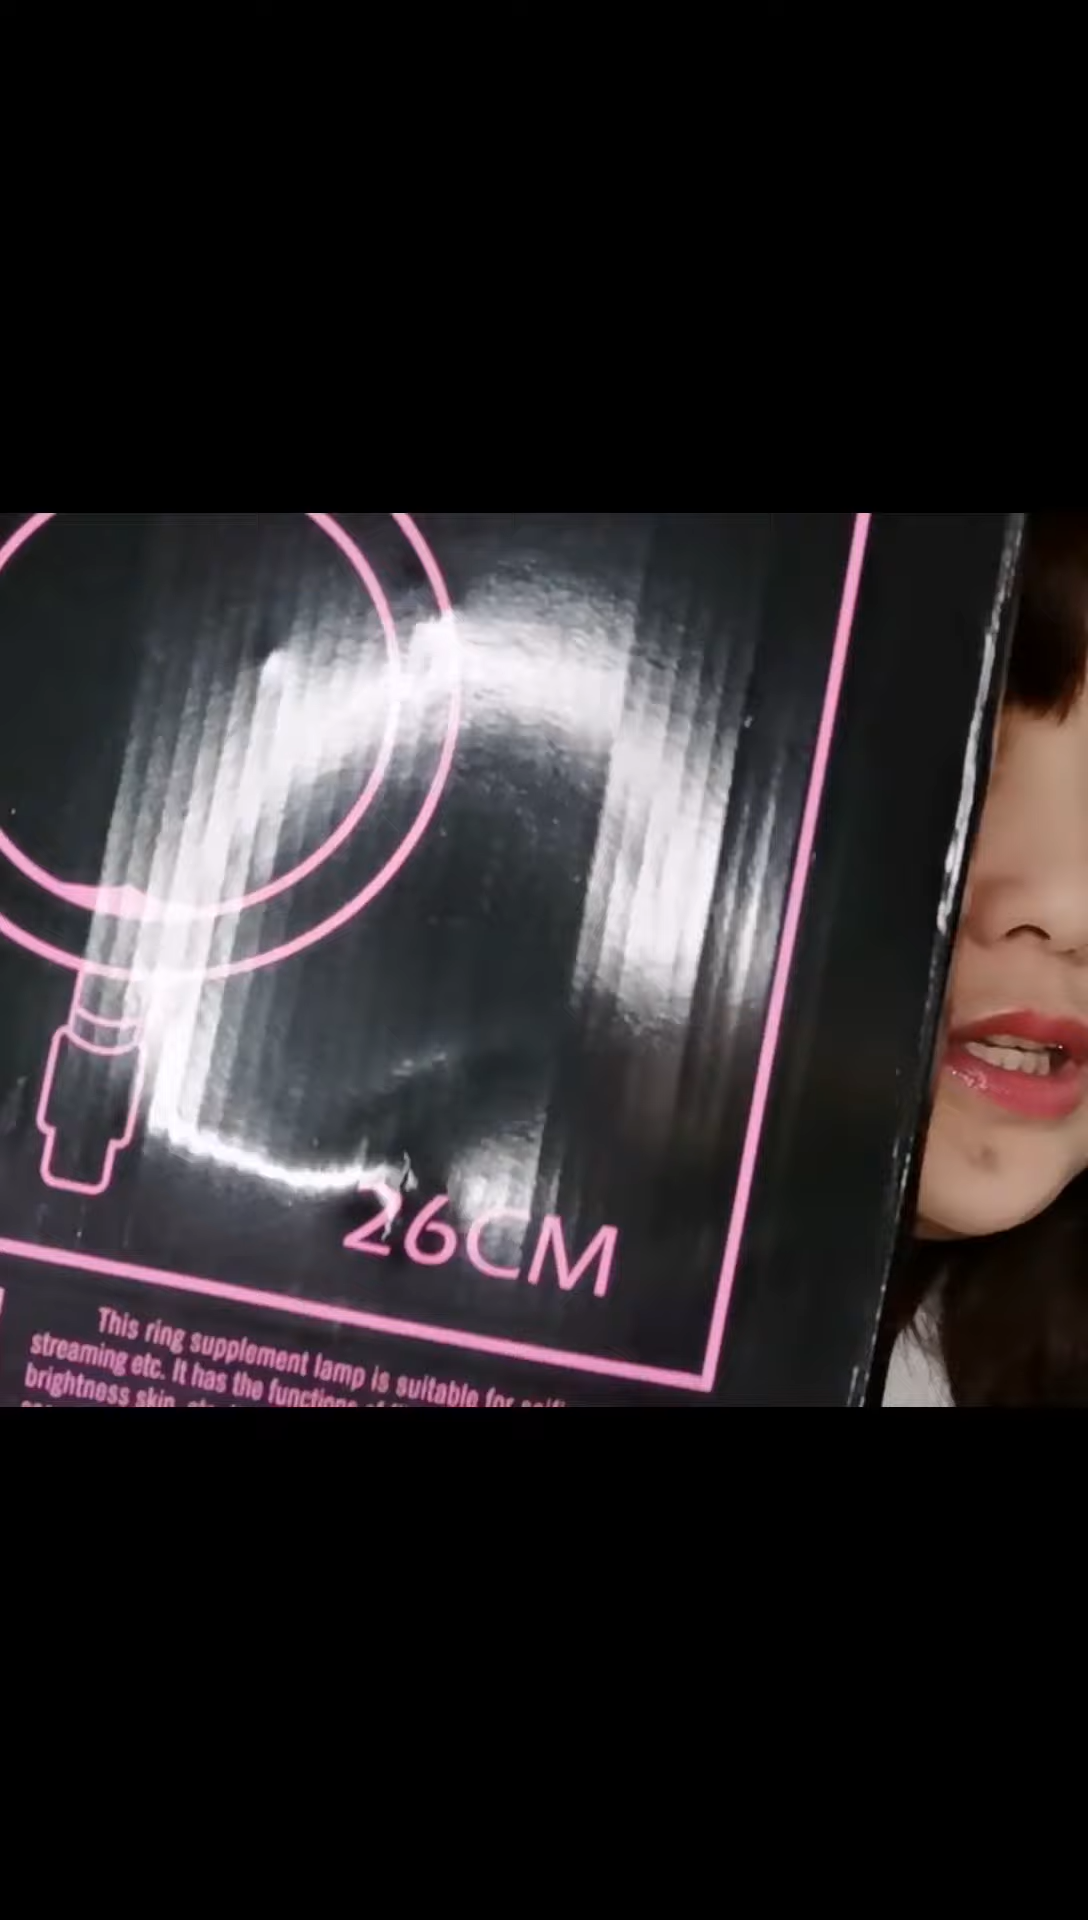 26CM
This ring supplement lamp is suitable for
streaming etc. It has the functions
brightness skin